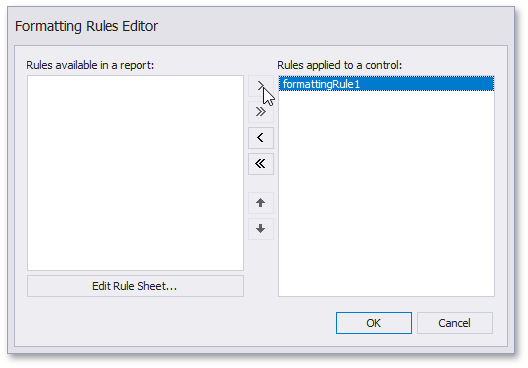 Formatting Rules Editor
Rules available in a report:
Rules applied to a control:
formattingRule1
Edit Rule Sheet...
OK
Cancel